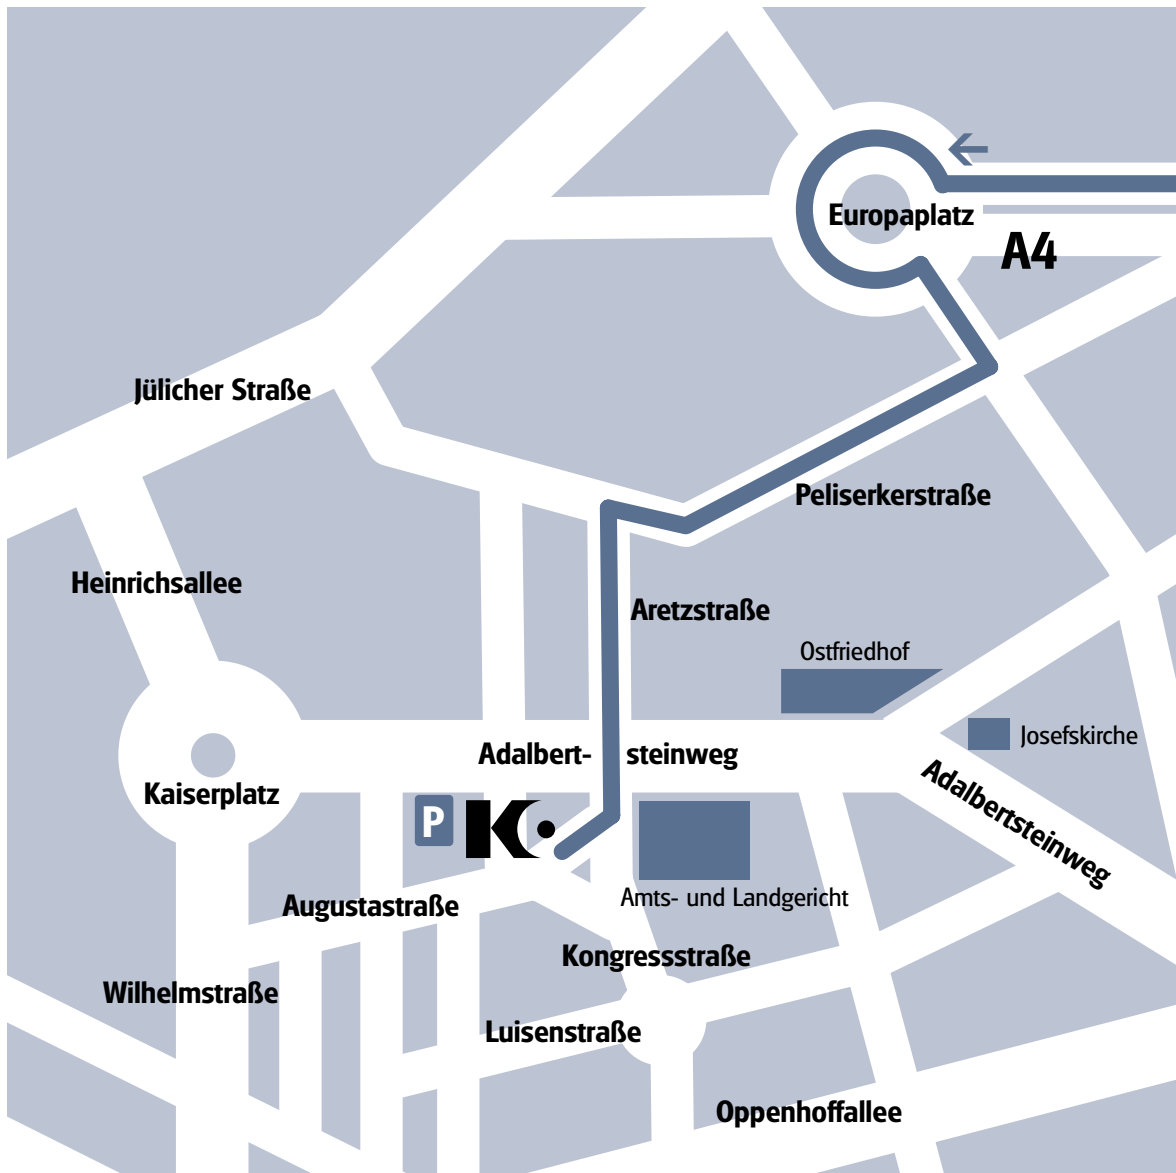 Europaplatz
A4
Jülicher Straße
Peliserkerstraße
Heinrichsallee
Aretzstraße
Ostfriedhof
Josefskirche
Adalbert- steinweg
Kaiserplatz
Adalbertsteinweg
P
K
Amts- und Landgericht
Augustastraße
Kongressstraße
Wilhelmstraße
Luisenstraße
Oppenhoffallee